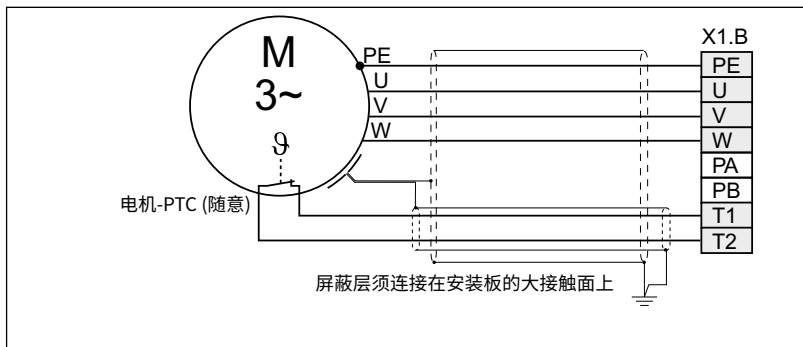 X1.B
M
3~
ϑ
PE
U
V
W
PE
U
V
W
PA
PB
T1
T2
电机-PTC (随意)
屏蔽层须连接在安装板的大接触面上